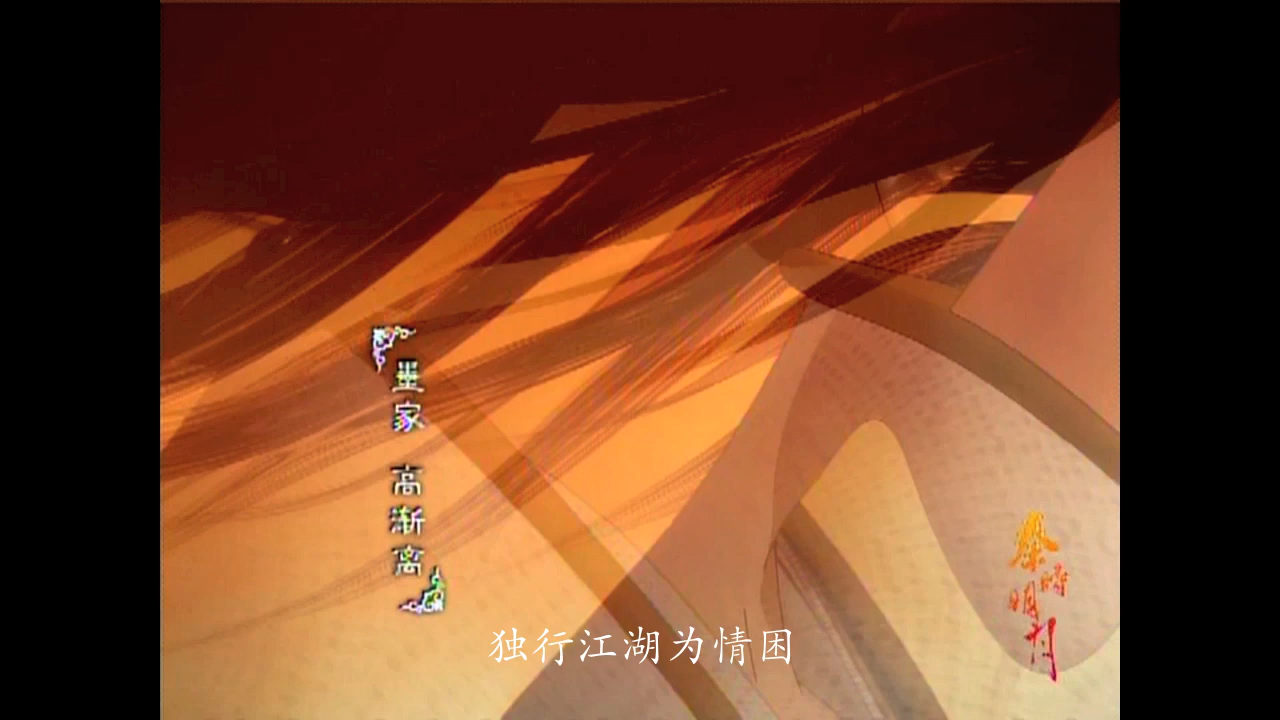 墨家 高渐离
秦时明月
独行江湖为情困